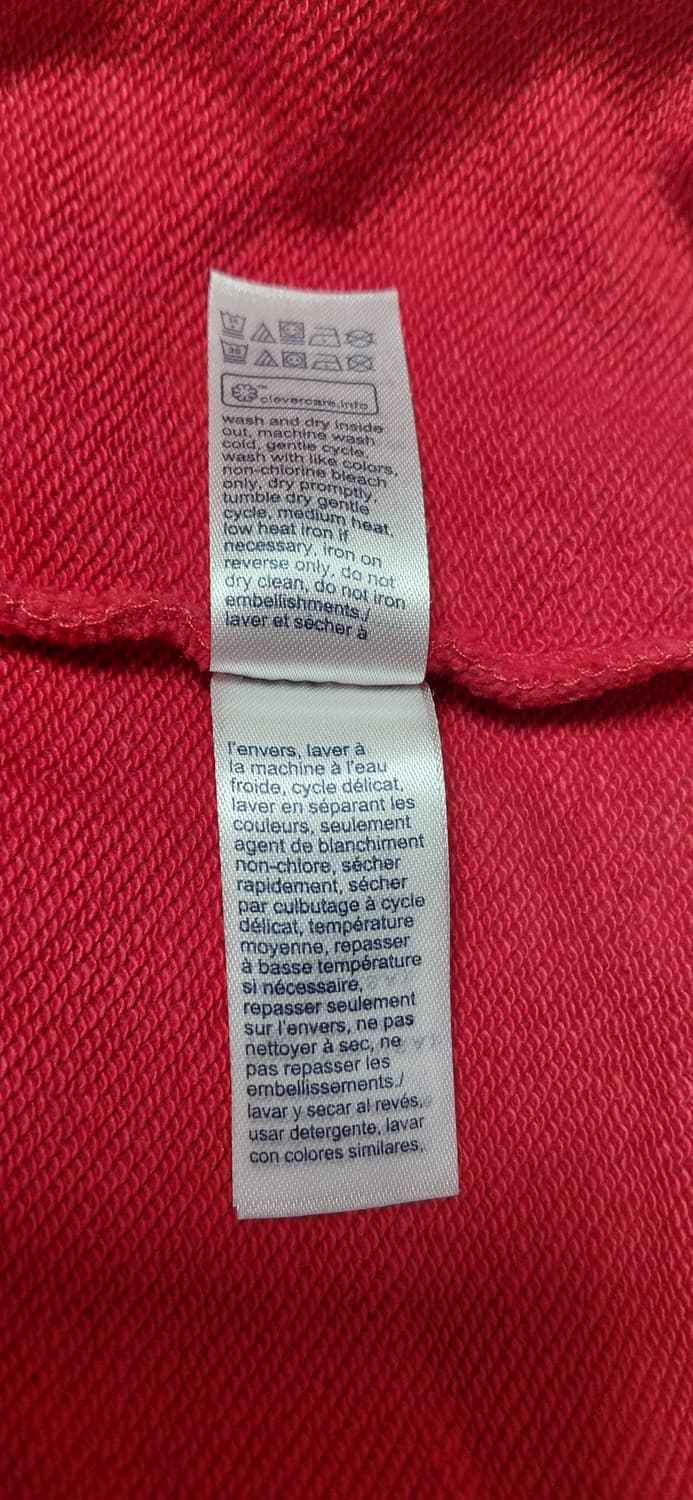 30
clevercare.info
wash and dry inside
out, machine wash
cold, gentle cycle,
wash with like colors,
non-chlorine bleach
only, dry promptly,
tumble dry gentle
cycle, medium heat,
low heat iron if
necessary, iron on
reverse only, do not
dry clean, do not iron
embellishments./
laver et sécher à
l'envers, laver à
la machine à l'eau
froide, cycle délicat,
laver en séparant les
couleurs, seulement
agent de blanchiment
non-chlore, sécher
rapidement, sécher
par culbutage à cycle
délicat, température
moyenne, repasser
à basse température
si nécessaire,
repasser seulement
sur l'envers, ne pas
nettoyer à sec, ne
pas repasser les
embellissements./
lavar y secar al revés,
usar detergente, lavar
con colores similares,